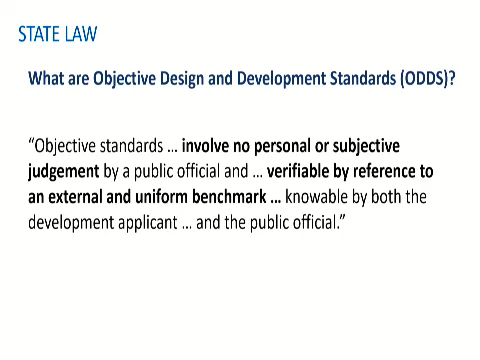 STATE LAW
What are Objective Design and Development Standards (ODDS)?
“Objective standards … involve no personal or subjective
judgement by a public official and … verifiable by reference to
an external and uniform benchmark … knowable by both the
development applicant … and the public official.”